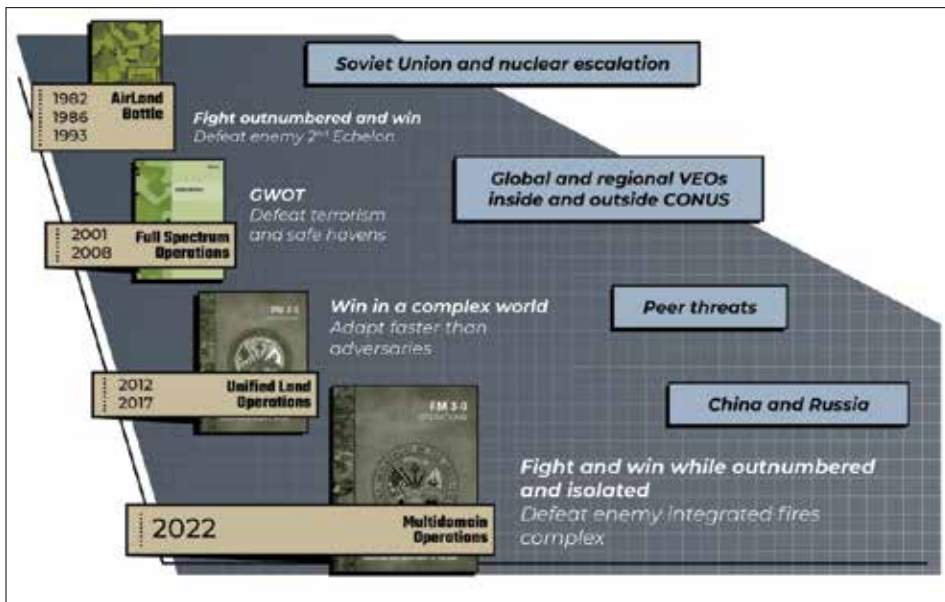 Soviet Union and nuclear escalation
1982
1986
1993
AirLand
Battle
Fight outnumbered and win
Defeat enemy 2nd Echelon
Global and regional VEOs
inside and outside CONUS
GWOT
Defeat terrorism
and safe havens
2001
2008
Full Spectrum
Operations
Peer threats
Win in a complex world
Adapt faster than
adversaries
FM 3-0
2012
2017
Unified Land
Operations
China and Russia
FM 3-0
OPERATIONS
Fight and win while outnumbered
and isolated
Defeat enemy integrated fires
complex
2022
Multidomain
Operations